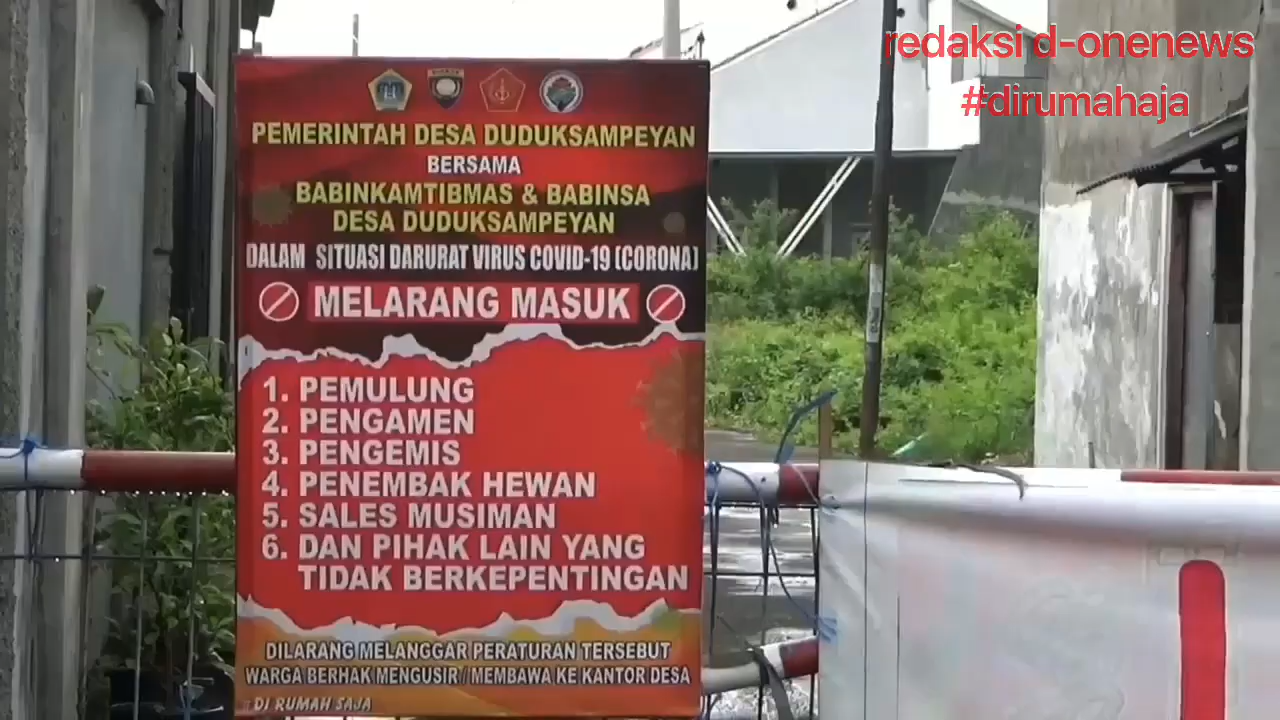 redaksi d-onenews
#dirumahaja
PEMERINTAH DESA DUDUKSAMPEYAN
BERSAMA
BABINKAMTIBMAS & BABINSA
DESA DUDUKSAMPEYAN
DALAM SITUASI DARURAT VIRUS COVID-19 (CORONA)
MELARANG MASUK
1. PEMULUNG
2. PENGAMEN
3. PENGEMIS
4. PENEMBAK HEWAN
5. SALES MUSIMAN
6. DAN PIHAK LAIN YANG
TIDAK BERKEPENTINGAN
DILARANG MELANGGAR PERATURAN TERSEBUT
WARGA BERHAK MENGUSIR / MEMBAWA KE KANTOR DESA
DI RUMAH SAJA